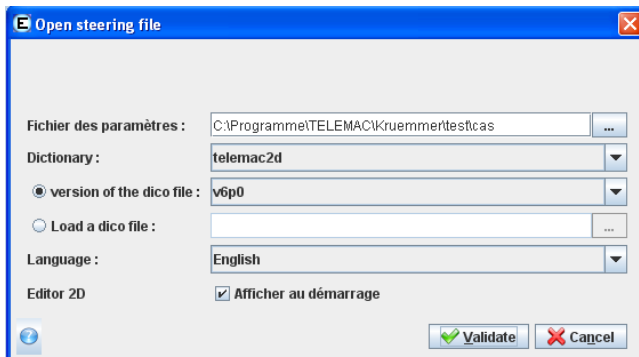 Open steering file
Fichier des paramètres : C:\Programme\TELEMAC\Kruemmer\test\cas ...
Dictionary : telemac2d
version of the dico file : v6p0
Load a dico file : ...
Language : English
Editor 2D Afficher au démarrage
Validate Cancel